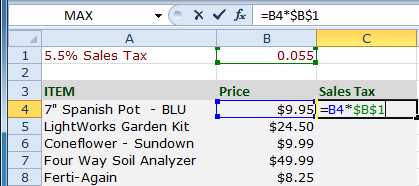 MAX fx =B4*$B$1
A B C
1 5.5% Sales Tax 0.055
2
3 ITEM Price Sales Tax
4 7" Spanish Pot - BLU $9.95 =B4*$B$1
5 LightWorks Garden Kit $24.50
6 Coneflower - Sundown $9.99
7 Four Way Soil Analyzer $49.99
8 Ferti-Again $8.25